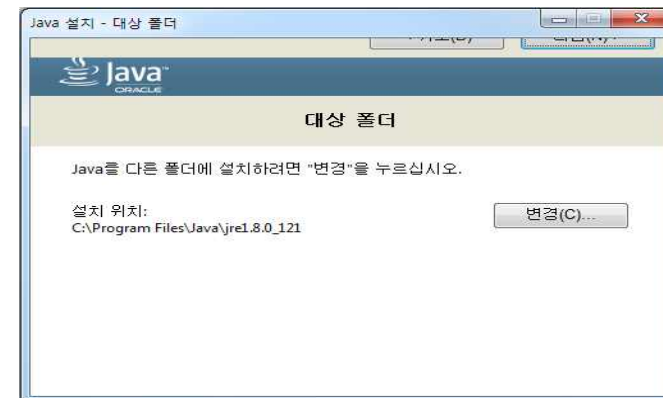 Java 설치 - 대상 폴더
Java
ORACLE
대상 폴더
Java를 다른 폴더에 설치하려면 "변경"을 누르십시오.
설치 위치:
변경(C)...
C:\Program Files\Java\jre1.8.0_121